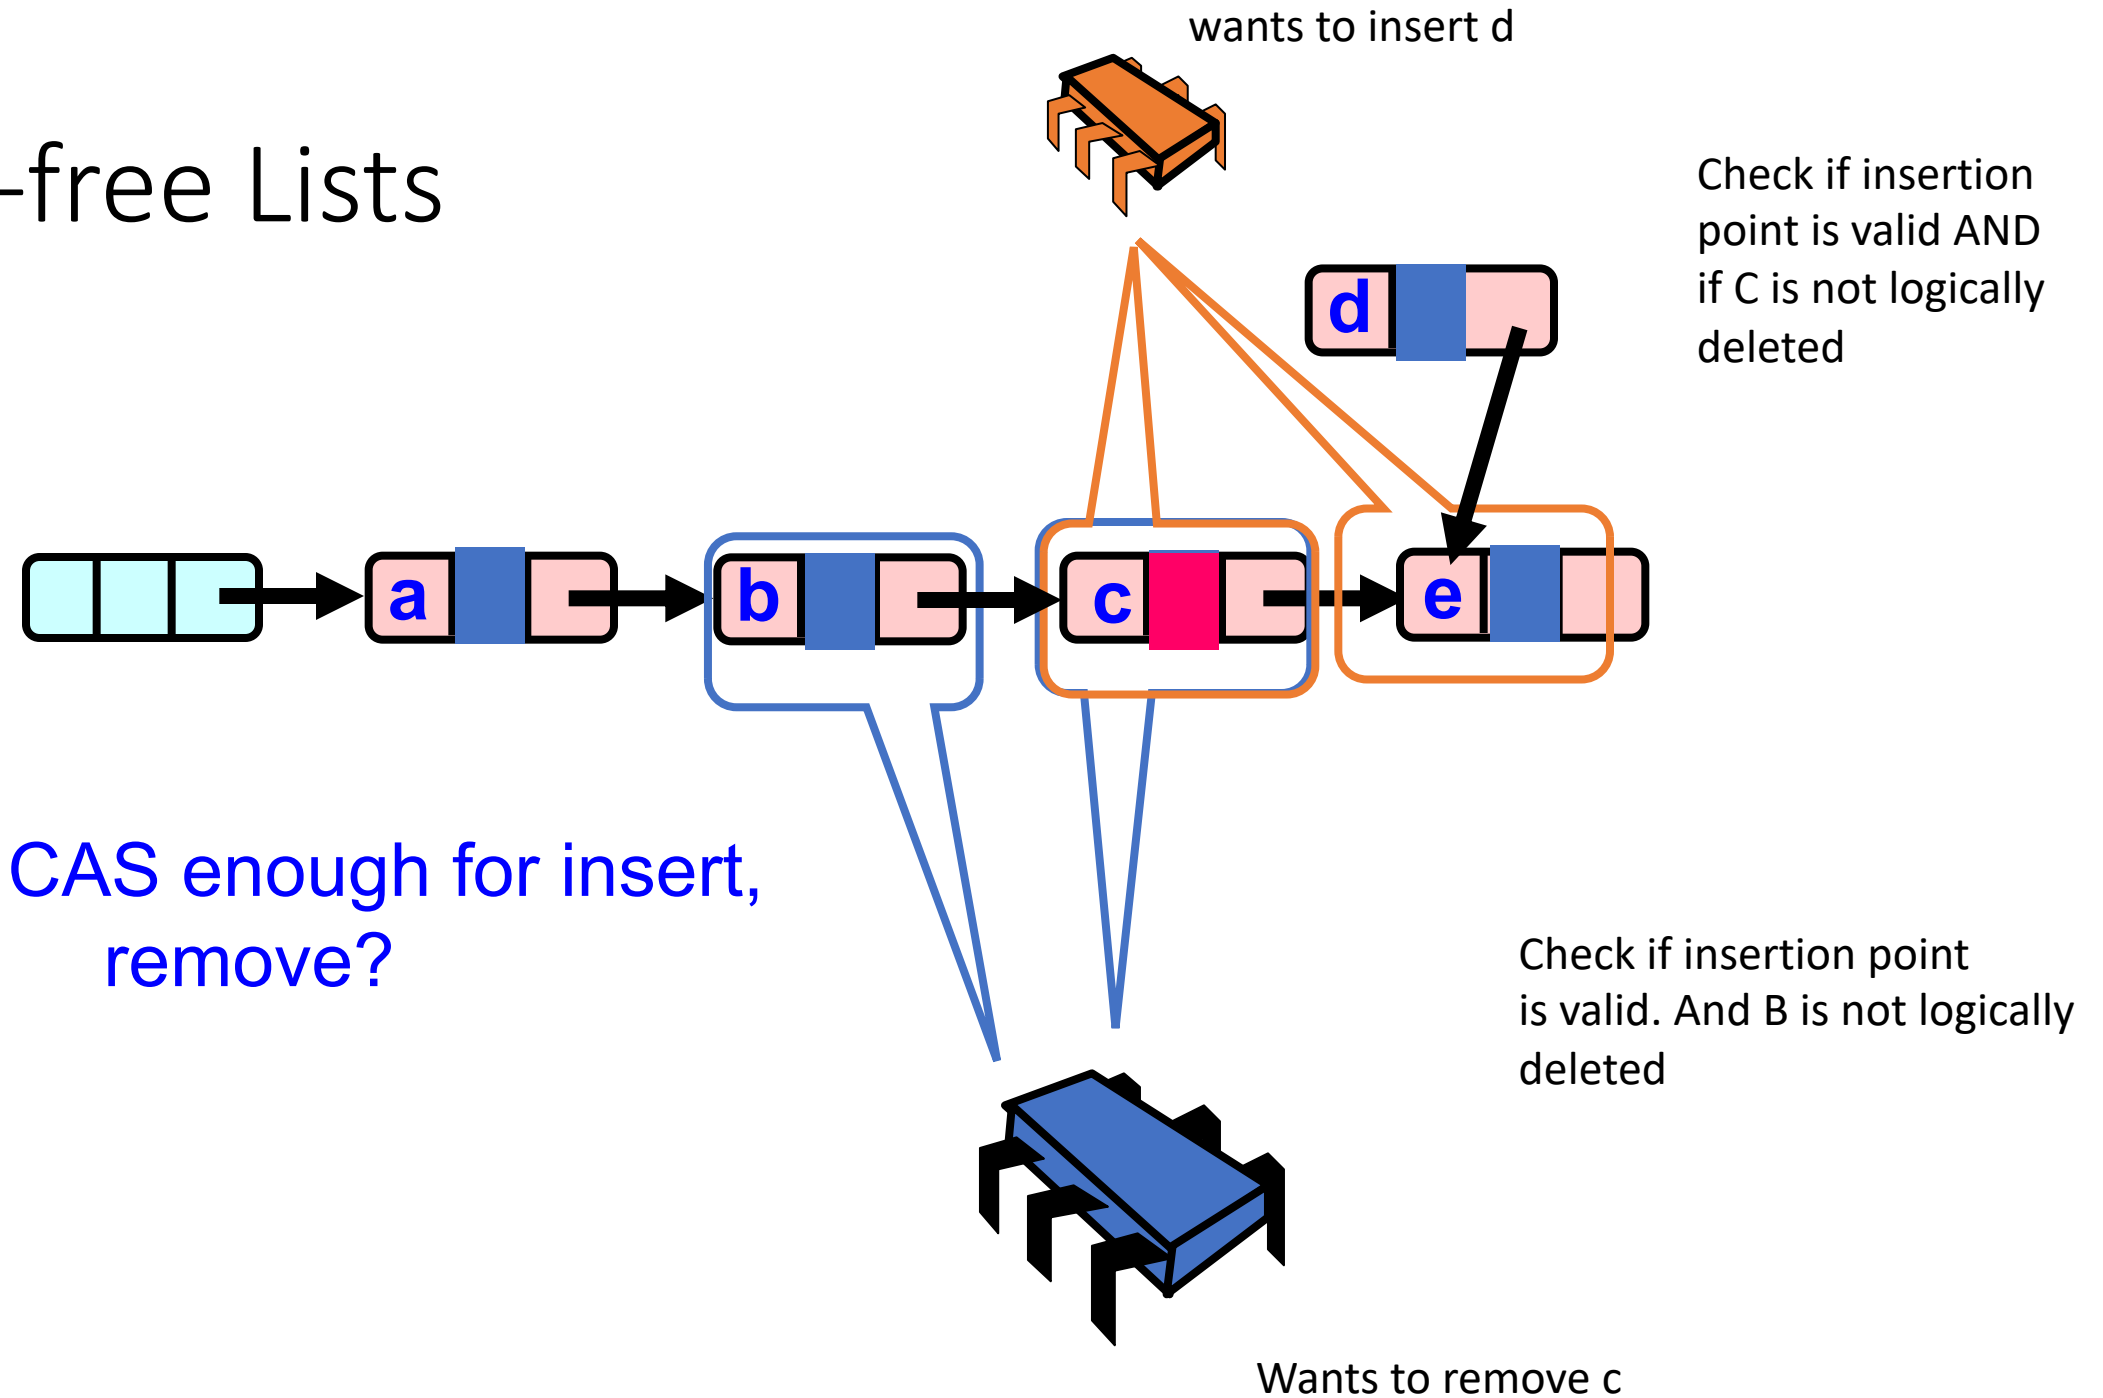 wants to insert d
-free Lists
Check if insertion
point is valid AND
if C is not logically
deleted
d
a
b
c
e
CAS enough for insert,
remove?
Check if insertion point
is valid. And B is not logically
deleted
Wants to remove c